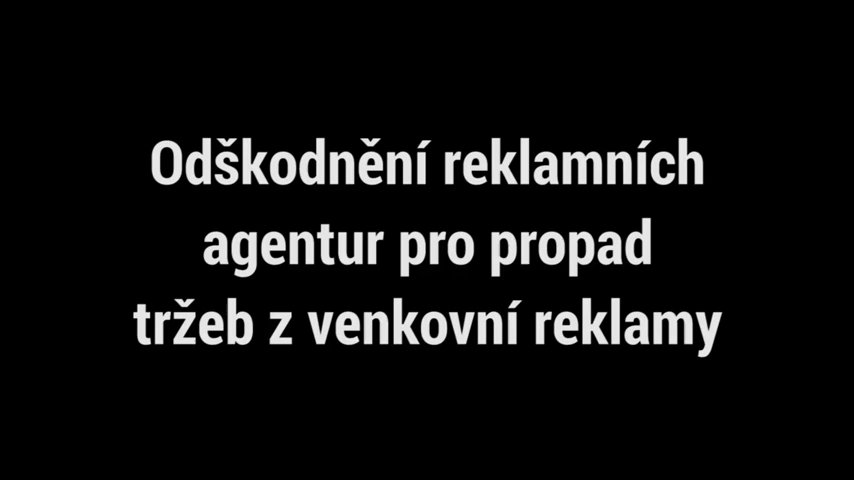 Odškodnění reklamních
agentur pro propad
tržeb z venkovní reklamy